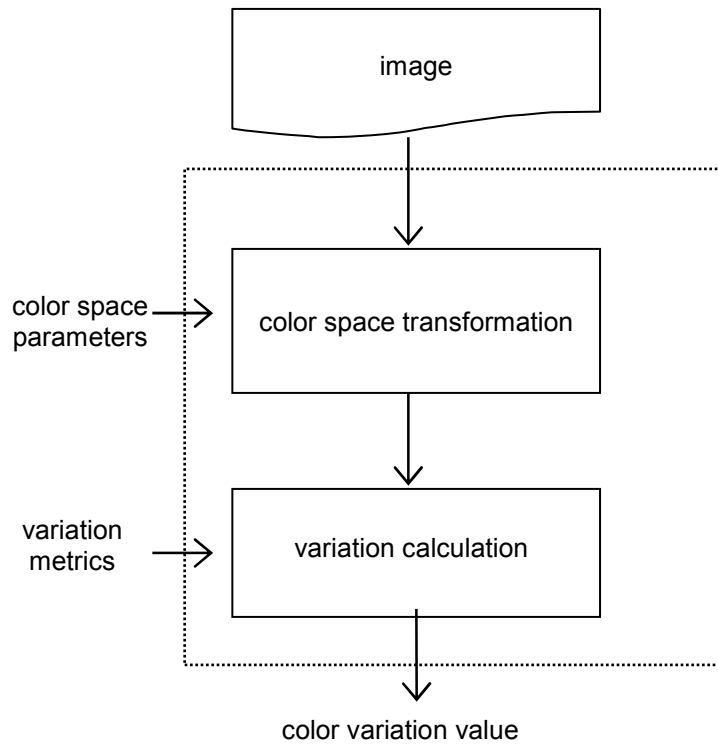 image
color space
parameters
color space transformation
variation
metrics
variation calculation
color variation value